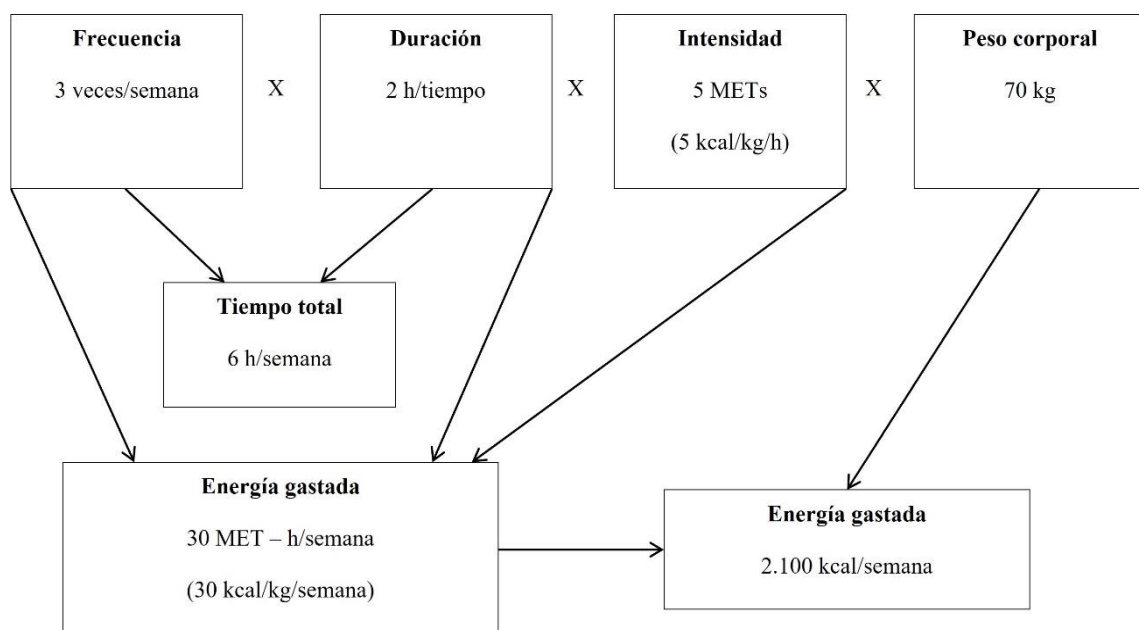 Frecuencia
3 veces/semana
X
Duración
2 h/tiempo
X
Intensidad
5 METs
(5 kcal/kg/h)
X
Peso corporal
70 kg
Tiempo total
6 h/semana
Energía gastada
30 MET – h/semana
(30 kcal/kg/semana)
Energía gastada
2.100 kcal/semana